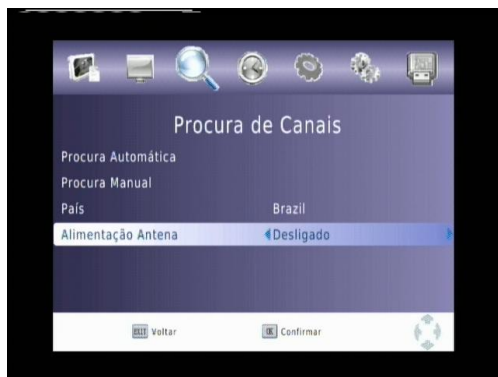 Procura de Canais
Procura Automática
Procura Manual
País Brazil
Alimentação Antena Desligado
EXIT Voltar OK Confirmar